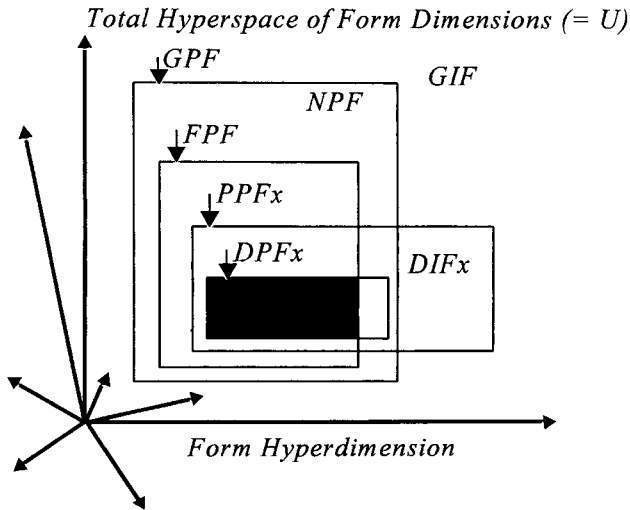 Total Hyperspace of Form Dimensions (= U)
GPF
GIF
NPF
FPF
PPFx
DPFx
DIFx
Form Hyperdimension